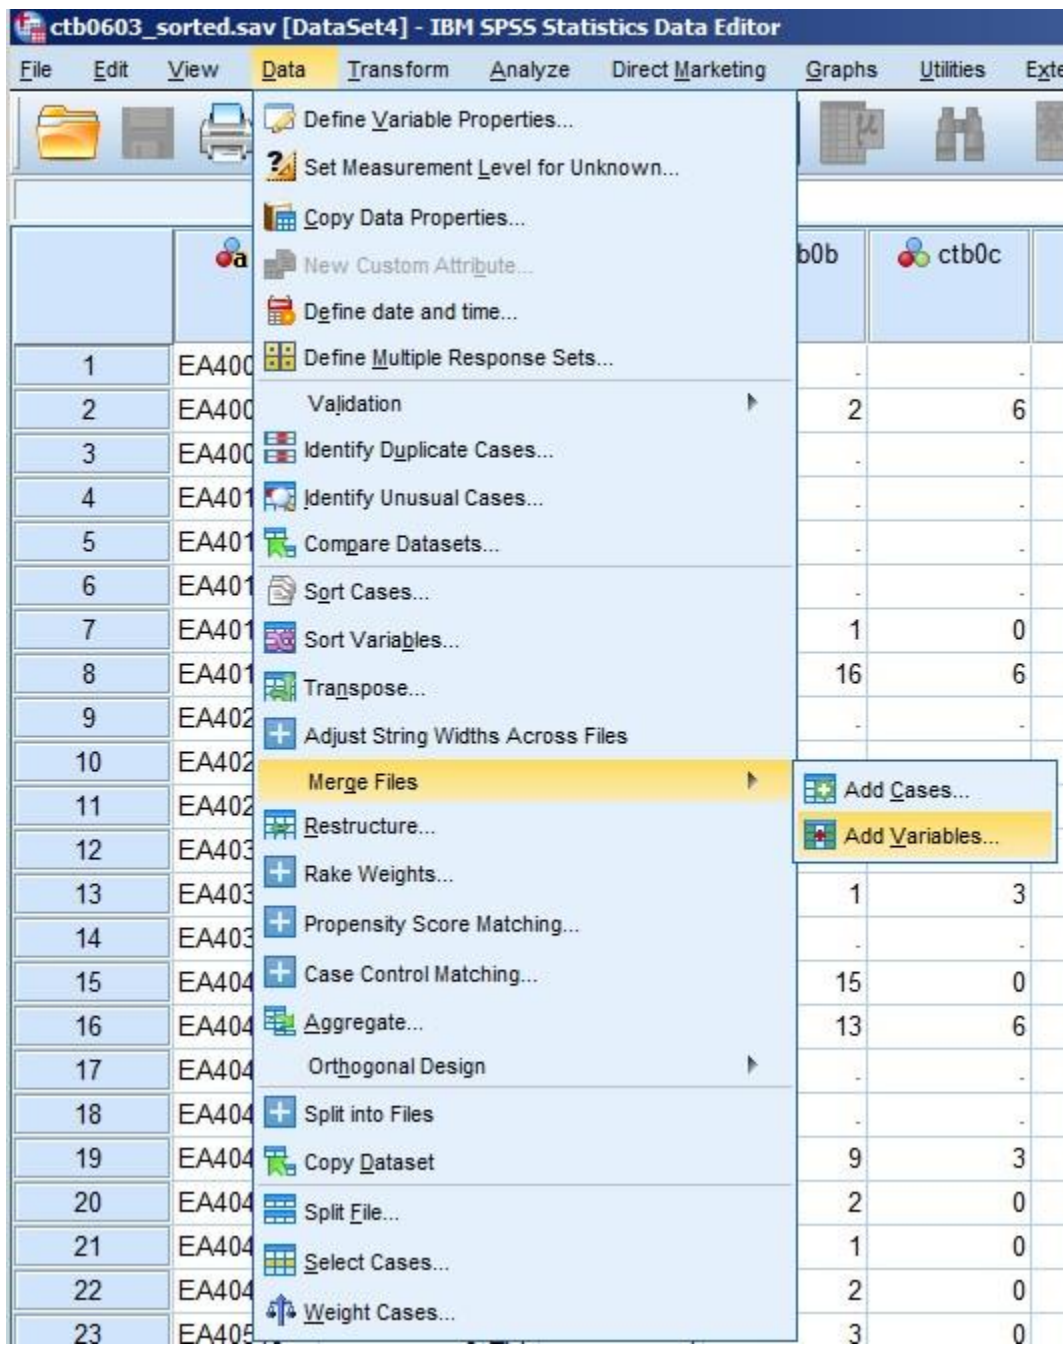 ctb0603_sorted.sav [DataSet4] - IBM SPSS Statistics Data Editor
File Edit View Data Transform Analyze Direct Marketing Graphs Utilities Exte
Define Variable Properties...
Set Measurement Level for Unknown...
Copy Data Properties...
a New Custom Attribute... b0b ctb0c
Define date and time...
1 EA400 Define Multiple Response Sets... . .
2 EA400 Validation 2 6
3 EA400 Identify Duplicate Cases... . .
4 EA401 Identify Unusual Cases... . .
5 EA401 Compare Datasets... . .
6 EA401 Sort Cases... . .
7 EA401 Sort Variables... 1 0
8 EA401 Transpose... 16 6
9 EA402 Adjust String Widths Across Files . .
10 EA402 Merge Files Add Cases...
11 EA402 Restructure... Add Variables...
12 EA403
13 EA403 Rake Weights... 1 3
14 EA403 Propensity Score Matching... . .
15 EA404 Case Control Matching... 15 0
16 EA404 Aggregate... 13 6
17 EA404 Orthogonal Design . .
18 EA404 Split into Files . .
19 EA404 Copy Dataset 9 3
20 EA404 Split File... 2 0
21 EA404 Select Cases... 1 0
22 EA404 Weight Cases... 2 0
23 EA405 3 0